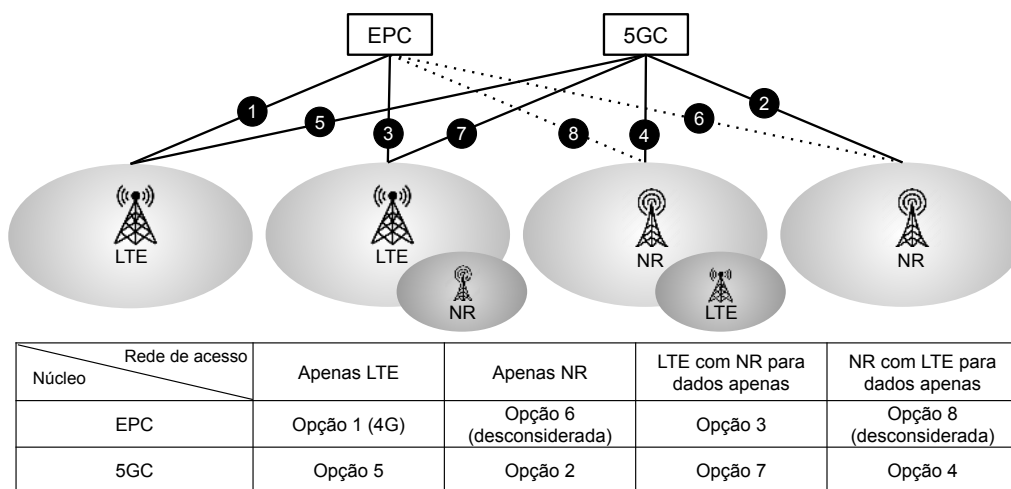 EPC
5GC
1
2
5
3
7
8
4
6
LTE
LTE
NR
NR
NR
LTE
Rede de acesso
Núcleo
Apenas LTE
Apenas NR
LTE com NR para
dados apenas
NR com LTE para
dados apenas
EPC
Opção 1 (4G)
Opção 6
(desconsiderada)
Opção 3
Opção 8
(desconsiderada)
5GC
Opção 5
Opção 2
Opção 7
Opção 4